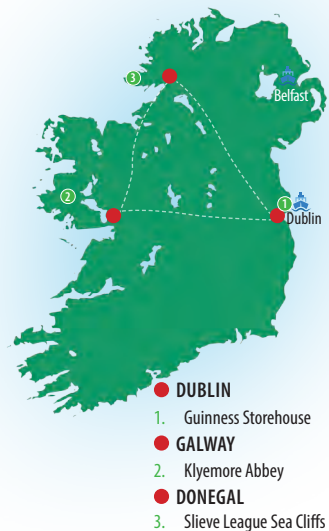 3
Belfast
2
1
Dublin
DUBLIN
1. Guinness Storehouse
GALWAY
2. Klyemore Abbey
DONEGAL
3. Slieve League Sea Cliffs